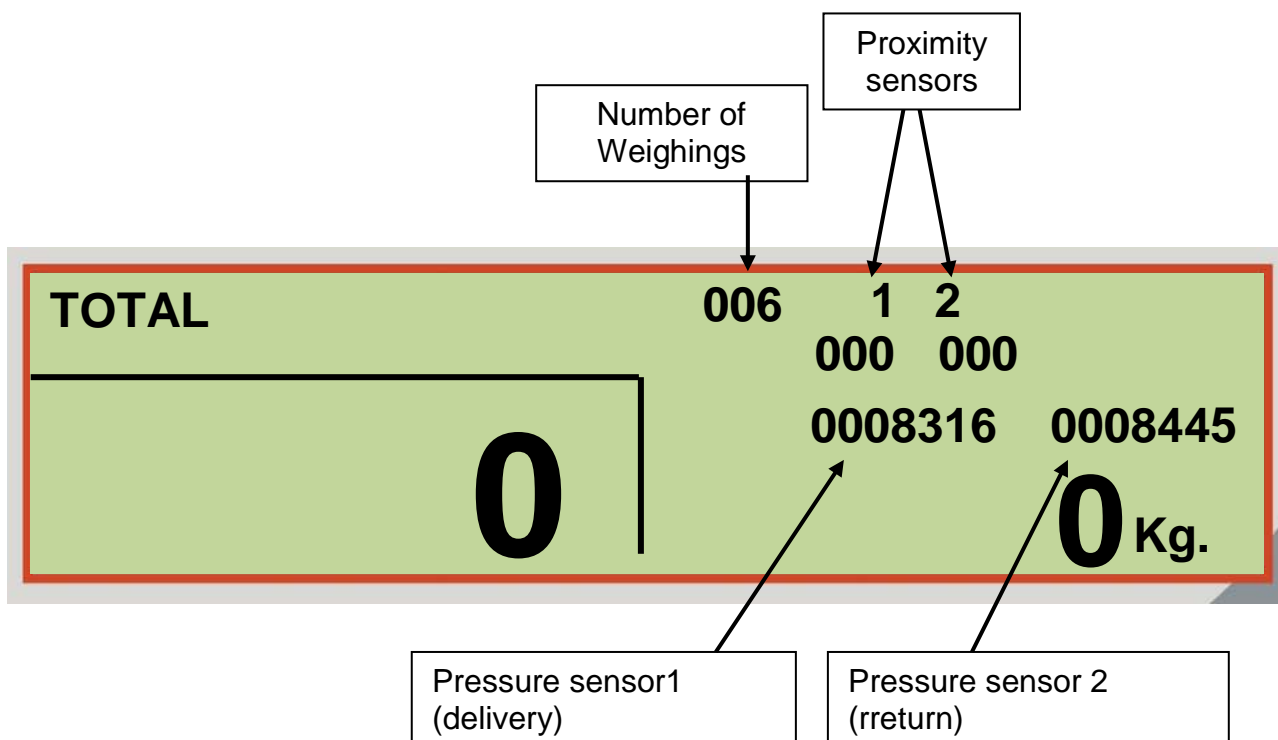 Proximity
sensors
Number of
Weighings
TOTAL 006 1 2
000 000
0008316 0008445
0 0 Kg.
Pressure sensor1
(delivery)
Pressure sensor 2
(rreturn)